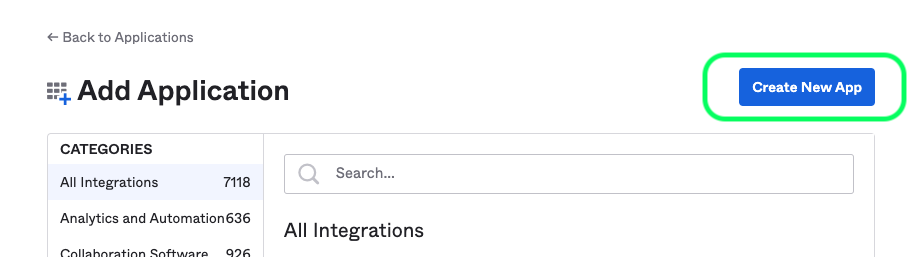 ← Back to Applications
Add Application
Create New App
CATEGORIES
All Integrations 7118
Analytics and Automation 636
Collaboration Software 926
Search...
All Integrations